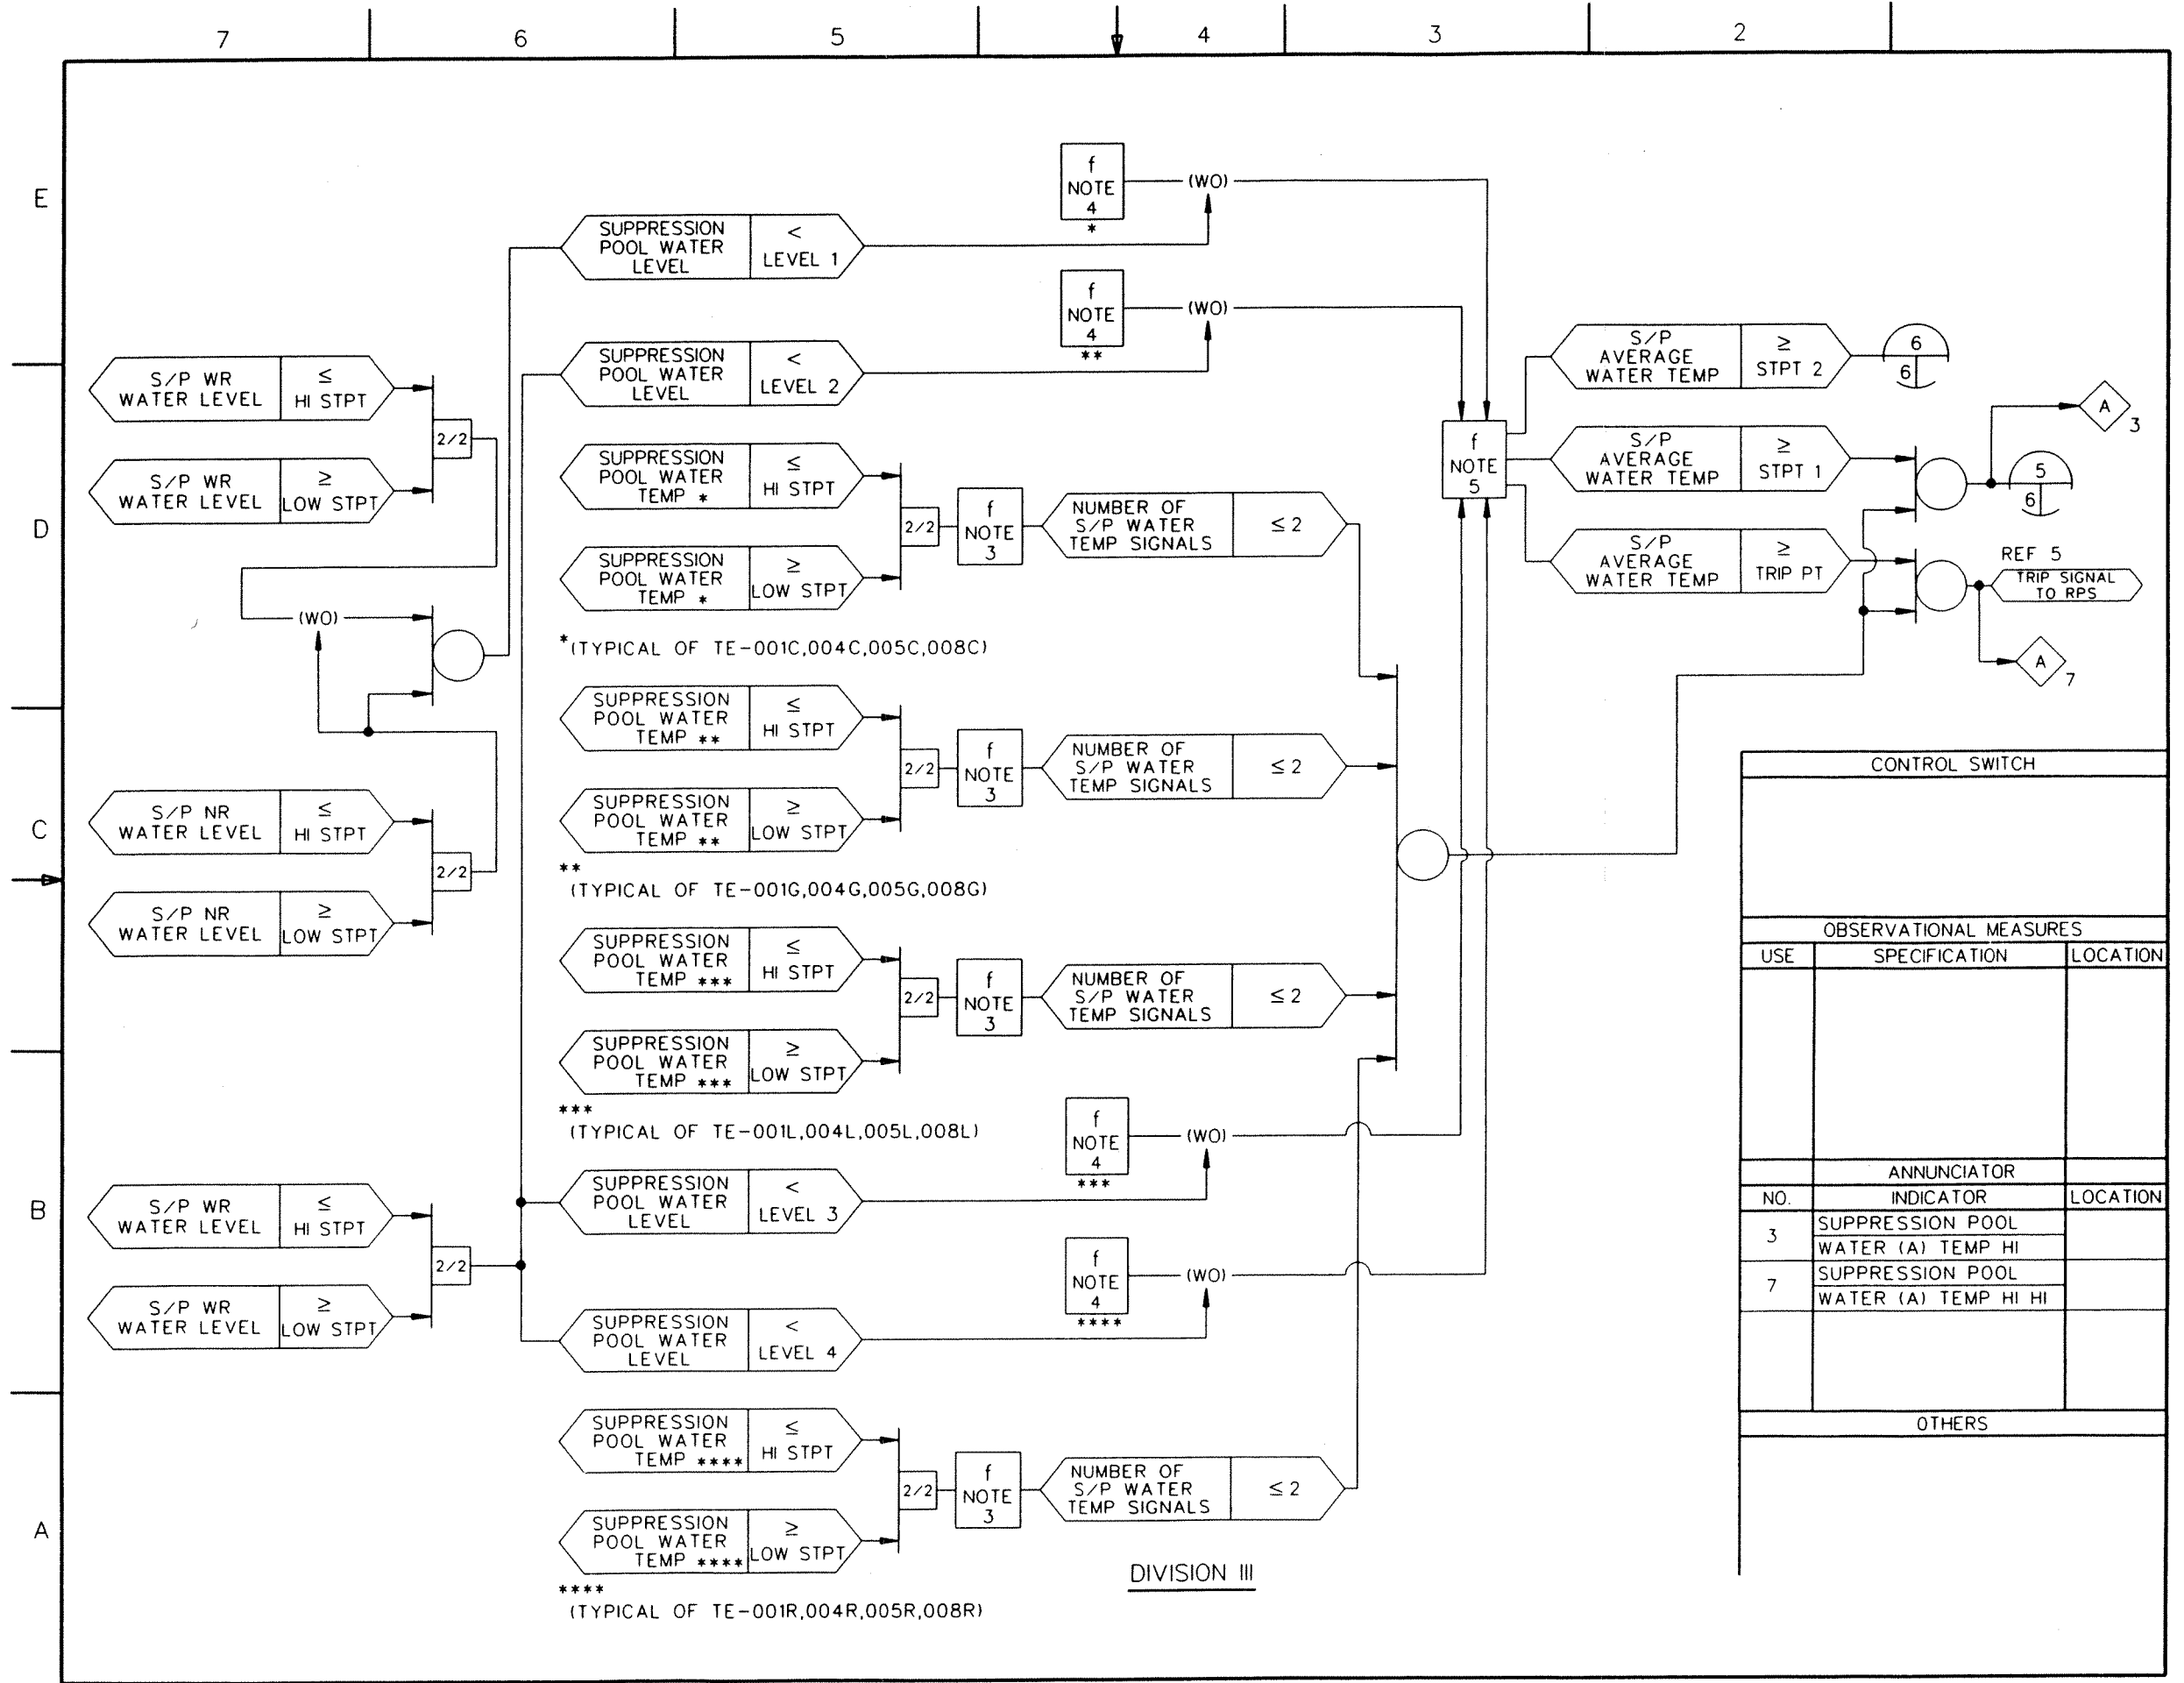 7 6 5 4 3 2
E
D
C
B
A
f
NOTE
4
*
(WO)
SUPPRESSION
POOL WATER
LEVEL
<
LEVEL 1
f
NOTE
4
**
(WO)
SUPPRESSION
POOL WATER
LEVEL
<
LEVEL 2
S/P WR
WATER LEVEL
≤
HI STPT
2/2
S/P WR
WATER LEVEL
≥
LOW STPT
(WO)
SUPPRESSION
POOL WATER
TEMP *
≤
HI STPT
2/2
SUPPRESSION
POOL WATER
TEMP *
≥
LOW STPT
f
NOTE
3
NUMBER OF
S/P WATER
TEMP SIGNALS
≤ 2
*(TYPICAL OF TE-001C,004C,005C,008C)
f
NOTE
5
S/P
AVERAGE
WATER TEMP
≥
STPT 2
6
6
S/P
AVERAGE
WATER TEMP
≥
STPT 1
A
3
5
6
S/P
AVERAGE
WATER TEMP
≥
TRIP PT
REF 5
TRIP SIGNAL
TO RPS
A
7
S/P NR
WATER LEVEL
≤
HI STPT
2/2
S/P NR
WATER LEVEL
≥
LOW STPT
SUPPRESSION
POOL WATER
TEMP **
≤
HI STPT
2/2
SUPPRESSION
POOL WATER
TEMP **
≥
LOW STPT
f
NOTE
3
NUMBER OF
S/P WATER
TEMP SIGNALS
≤ 2
**
(TYPICAL OF TE-001G,004G,005G,008G)
SUPPRESSION
POOL WATER
TEMP ***
≤
HI STPT
2/2
SUPPRESSION
POOL WATER
TEMP ***
≥
LOW STPT
f
NOTE
3
NUMBER OF
S/P WATER
TEMP SIGNALS
≤ 2
***
(TYPICAL OF TE-001L,004L,005L,008L)
f
NOTE
4
***
(WO)
SUPPRESSION
POOL WATER
LEVEL
<
LEVEL 3
S/P WR
WATER LEVEL
≤
HI STPT
2/2
S/P WR
WATER LEVEL
≥
LOW STPT
f
NOTE
4
****
(WO)
SUPPRESSION
POOL WATER
LEVEL
<
LEVEL 4
SUPPRESSION
POOL WATER
TEMP ****
≤
HI STPT
2/2
SUPPRESSION
POOL WATER
TEMP ****
≥
LOW STPT
f
NOTE
3
NUMBER OF
S/P WATER
TEMP SIGNALS
≤ 2
****
(TYPICAL OF TE-001R,004R,005R,008R)
DIVISION III
CONTROL SWITCH
OBSERVATIONAL MEASURES
USE SPECIFICATION LOCATION
ANNUNCIATOR
NO. INDICATOR LOCATION
3 SUPPRESSION POOL
WATER (A) TEMP HI
7 SUPPRESSION POOL
WATER (A) TEMP HI HI
OTHERS